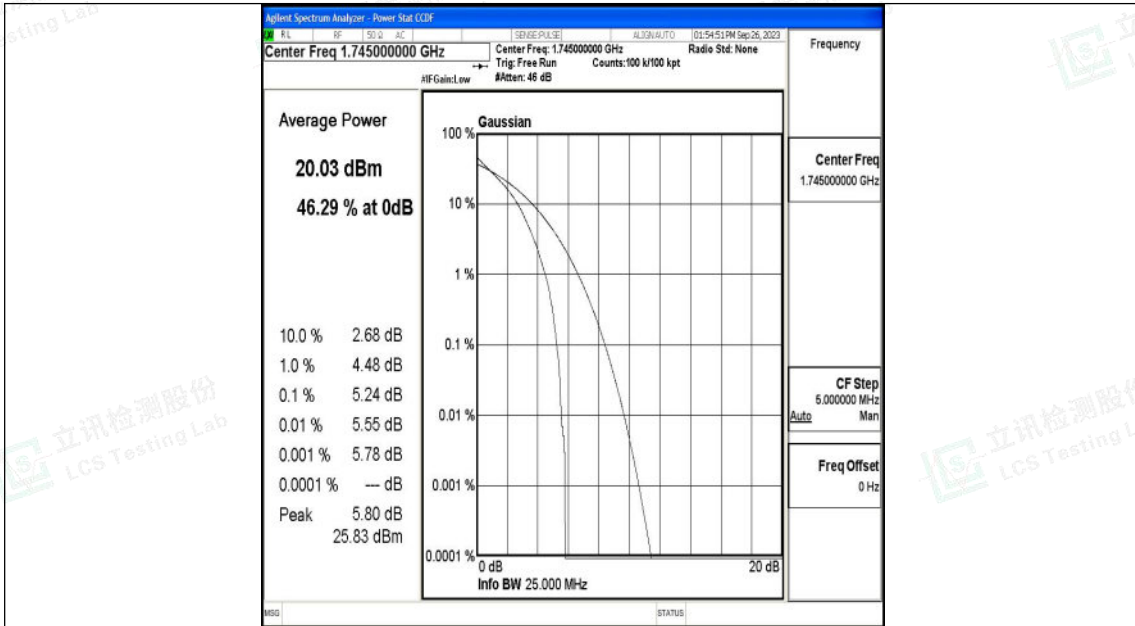 Agilent Spectrum Analyzer - Power Stat CCDF
RL RF 50 Ω AC SENSE:PULSE ALIGN AUTO 01:54:51 PM Sep 26, 2023
Center Freq 1.745000000 GHz
Center Freq: 1.745000000 GHz Radio Std: None
Trig: Free Run Counts:100 k/100 kpt
#IFGain:Low #Atten: 46 dB
Frequency
Average Power
20.03 dBm
46.29 % at 0dB
10.0 % 2.68 dB
1.0 % 4.48 dB
0.1 % 5.24 dB
0.01 % 5.55 dB
0.001 % 5.78 dB
0.0001 % --- dB
Peak 5.80 dB
25.83 dBm
Gaussian
100 %
10 %
1 %
0.1 %
0.01 %
0.001 %
0.0001 %
0 dB 20 dB
Info BW 25.000 MHz
Center Freq
1.745000000 GHz
CF Step
5.000000 MHz
Auto Man
Freq Offset
0 Hz
MSG STATUS
立讯检测股份
LCS Testing Lab
立讯检测股份
LCS Testing L
sting Lab
立